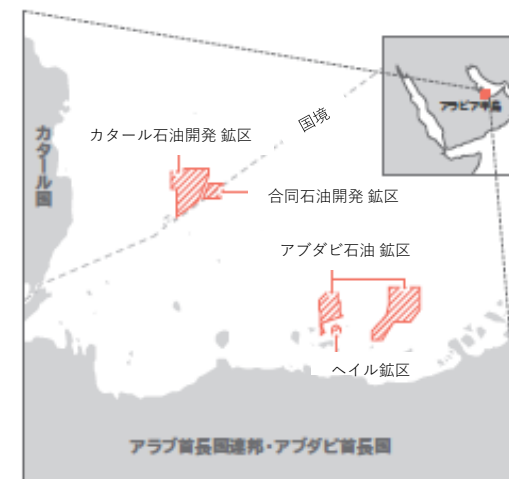 アラビア半島
国境
カタール石油開発 鉱区
カタール国
合同石油開発 鉱区
アブダビ石油 鉱区
ヘイル鉱区
アラブ首長国連邦・アブダビ首長国